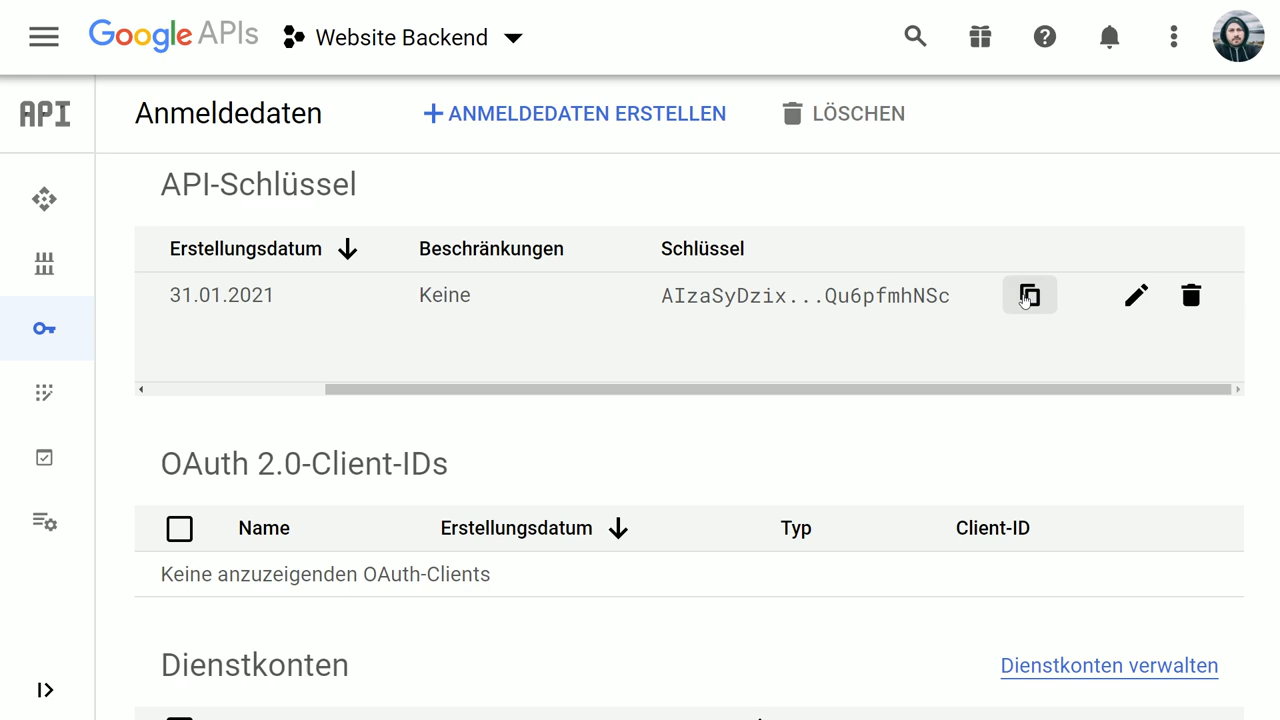 Google APIs Website Backend
API Anmeldedaten ANMELDEDATEN ERSTELLEN LÖSCHEN
API-Schlüssel
Erstellungsdatum Beschränkungen Schlüssel
31.01.2021 Keine AIzaSyDzix...Qu6pfmhNSc
OAuth 2.0-Client-IDs
Name Erstellungsdatum Typ Client-ID
Keine anzuzeigenden OAuth-Clients
Dienstkonten Dienstkonten verwalten